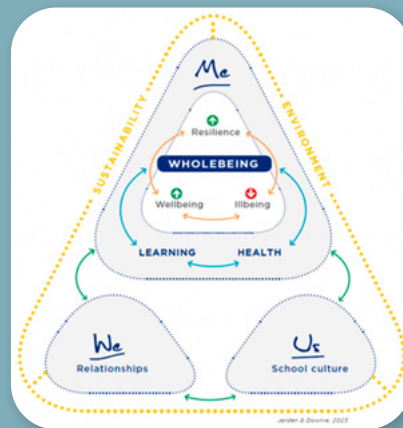 Me
SUSTAINABILITY
ENVIRONMENT
Resilience
WHOLEBEING
Wellbeing
Illbeing
LEARNING
HEALTH
We
Relationships
Us
School culture
Jarden & Downie, 2023